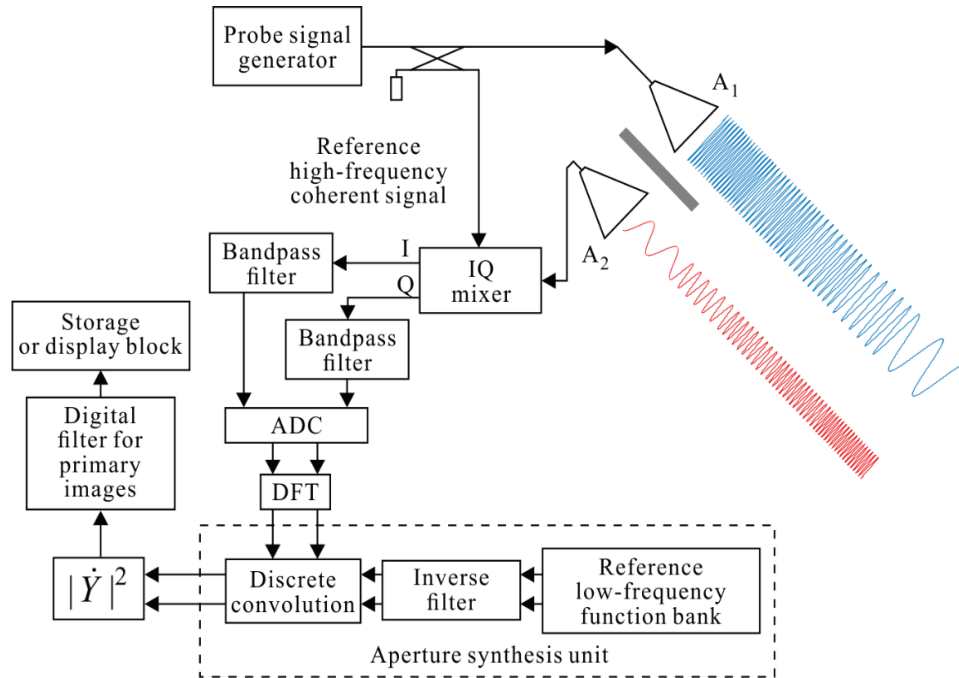 Probe signal
generator
A1
Reference
high-frequency
coherent signal
A2
Bandpass
filter
I
Q
IQ
mixer
Storage
or display block
Bandpass
filter
Digital
filter for
primary
images
ADC
DFT
|Ẏ|²
Discrete
convolution
Inverse
filter
Reference
low-frequency
function bank
Aperture synthesis unit